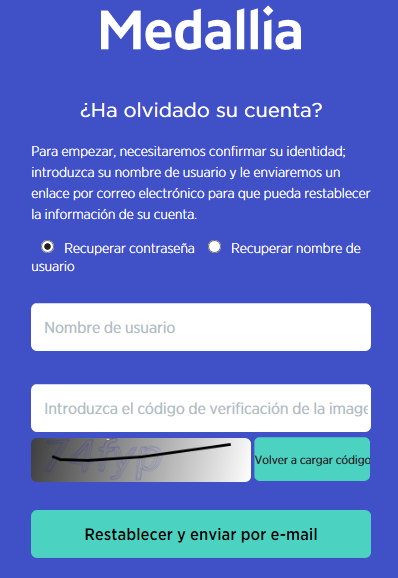 Medallia
¿Ha olvidado su cuenta?
Para empezar, necesitaremos confirmar su identidad;
introduzca su nombre de usuario y le enviaremos un
enlace por correo electrónico para que pueda restablecer
la información de su cuenta.
Recuperar contraseña Recuperar nombre de
usuario
Nombre de usuario
Introduzca el código de verificación de la image
Volver a cargar código
Restablecer y enviar por e-mail